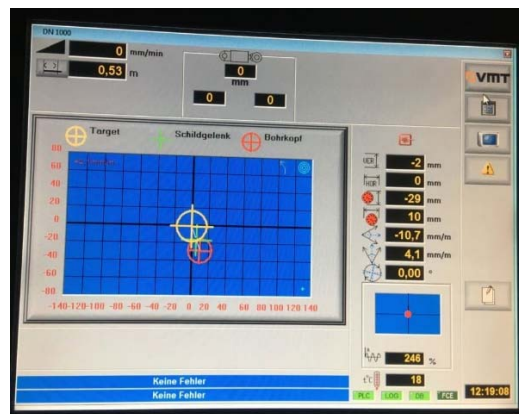 DN 1000
0 mm/min
0,53 m
0
mm
0 0
VMT
Target Schildgelenk Bohrkopf
80
60
40
20
0
-20
-40
-60
-80
-140 -120 -100 -80 -60 -40 -20 0 20 40 60 80 100 120 140
-2 mm
0 mm
-29 mm
10 mm
-10,7 mm/m
4,1 mm/m
0,00 °
246 %
t°C 18
Keine Fehler
Keine Fehler
PLC LOG DB FCE
12:19:08